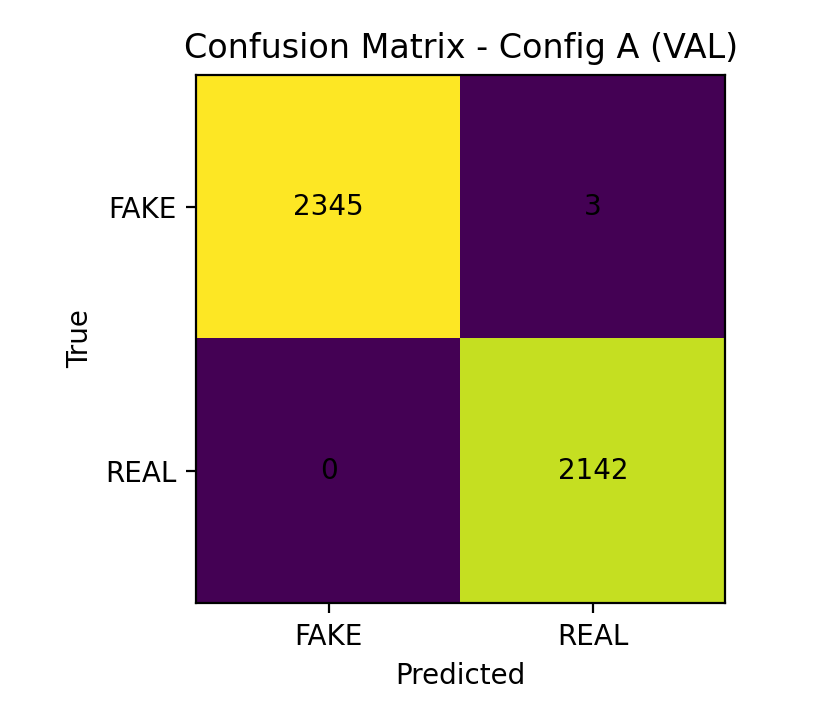 Confusion Matrix - Config A (VAL)
FAKE
2345
3
True
REAL
0
2142
FAKE
REAL
Predicted